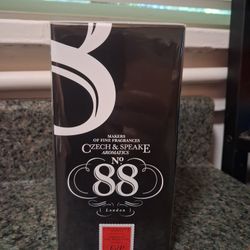 MAKERS
OF FINE FRAGRANCES
CZECH & SPEAKE
AROMATICS
No
88
London